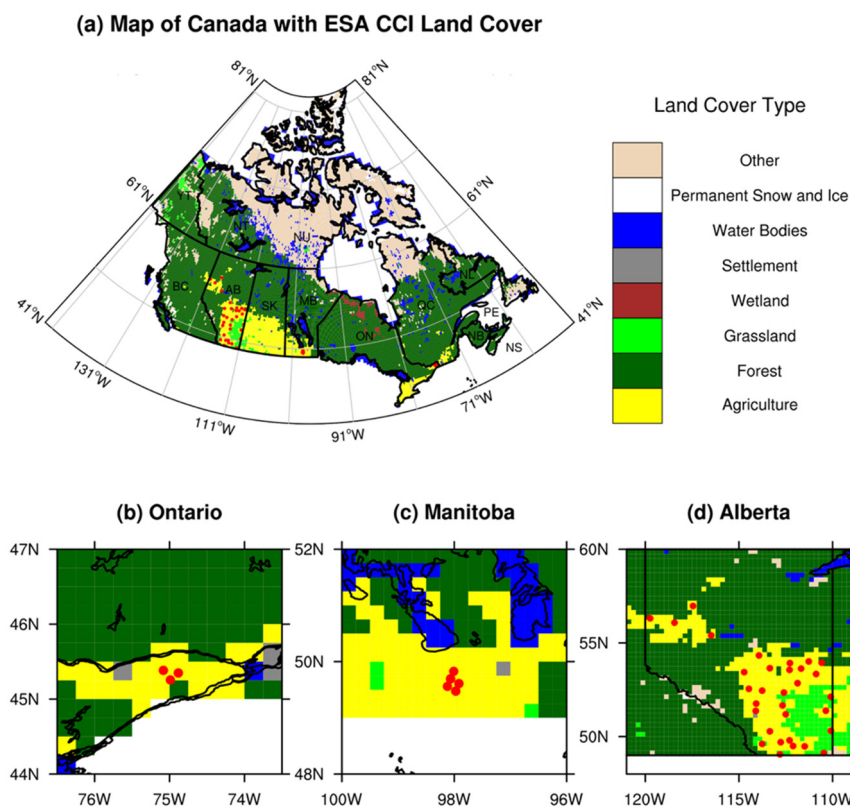 (a) Map of Canada with ESA CCI Land Cover
81°N
81°N
61°N
61°N
41°N
41°N
131°W
111°W
91°W
71°W
YT
NT
NU
BC
AB
SK
MB
ON
QC
NL
PE
NB
NS
Land Cover Type
Other
Permanent Snow and Ice
Water Bodies
Settlement
Wetland
Grassland
Forest
Agriculture
(b) Ontario
47N
46N
45N
44N
76W
75W
74W
(c) Manitoba
52N
50N
48N
100W
98W
96W
(d) Alberta
60N
55N
50N
120W
115W
110W